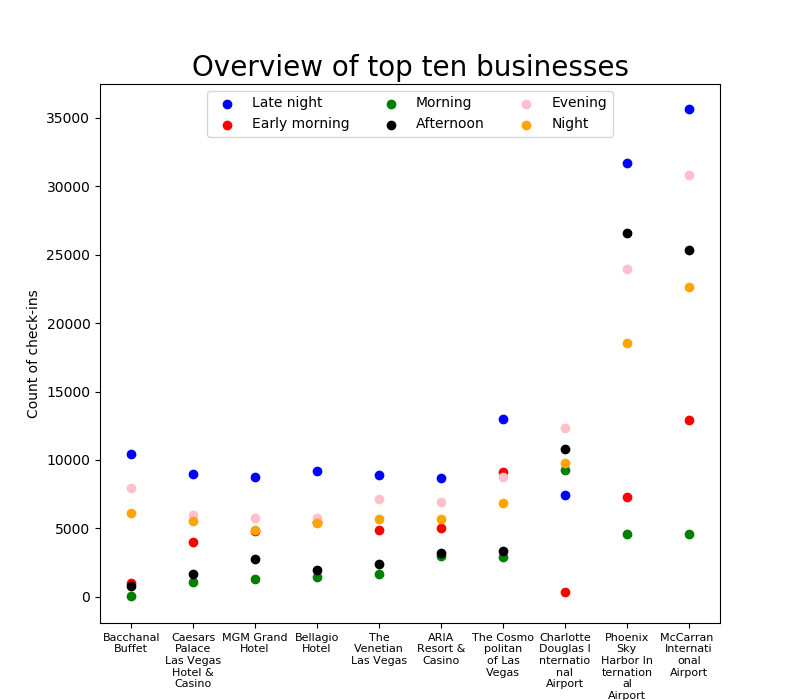 Overview of top ten businesses
Late night
Morning
Evening
Early morning
Afternoon
Night
Count of check-ins
35000
30000
25000
20000
15000
10000
5000
0
Bacchanal
Buffet
Caesars
Palace
Las Vegas
Hotel &
Casino
MGM Grand
Hotel
Bellagio
Hotel
The
Venetian
Las Vegas
ARIA
Resort &
Casino
The Cosmo
politan
of Las
Vegas
Charlotte
Douglas I
nternatio
nal
Airport
Phoenix
Sky
Harbor In
ternation
al
Airport
McCarran
Internati
onal
Airport